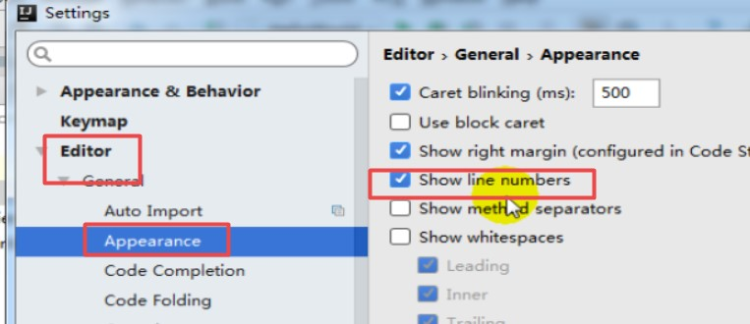 Settings
Appearance & Behavior
Keymap
Editor
General
Auto Import
Appearance
Code Completion
Code Folding
Editor › General › Appearance
Caret blinking (ms): 500
Use block caret
Show right margin (configured in Code St
Show line numbers
Show method separators
Show whitespaces
Leading
Inner
Trailing